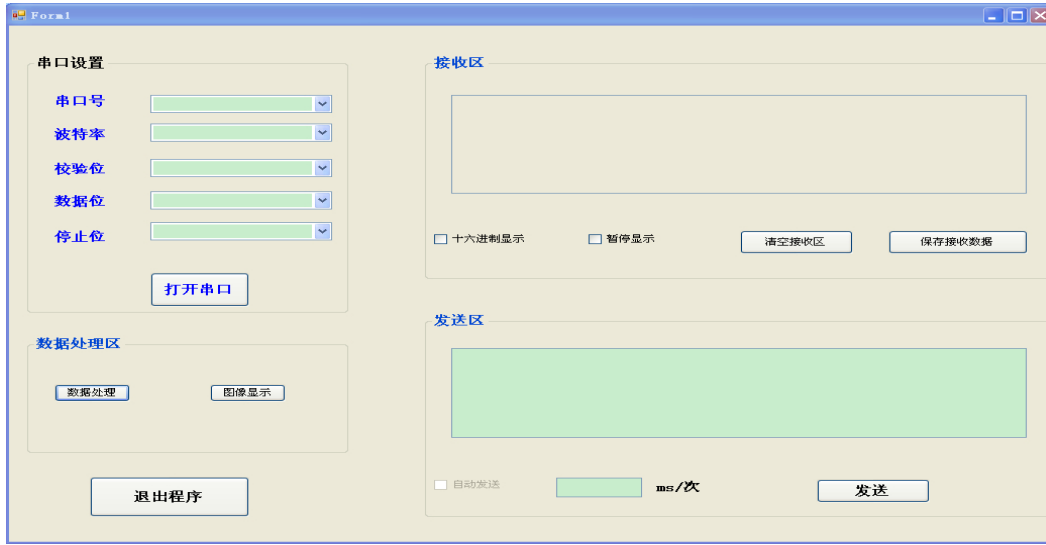 Form1
串口设置
串口号
波特率
校验位
数据位
停止位
打开串口
数据处理区
数据处理
图像显示
退出程序
接收区
十六进制显示
暂停显示
清空接收区
保存接收数据
发送区
自动发送
ms/次
发送